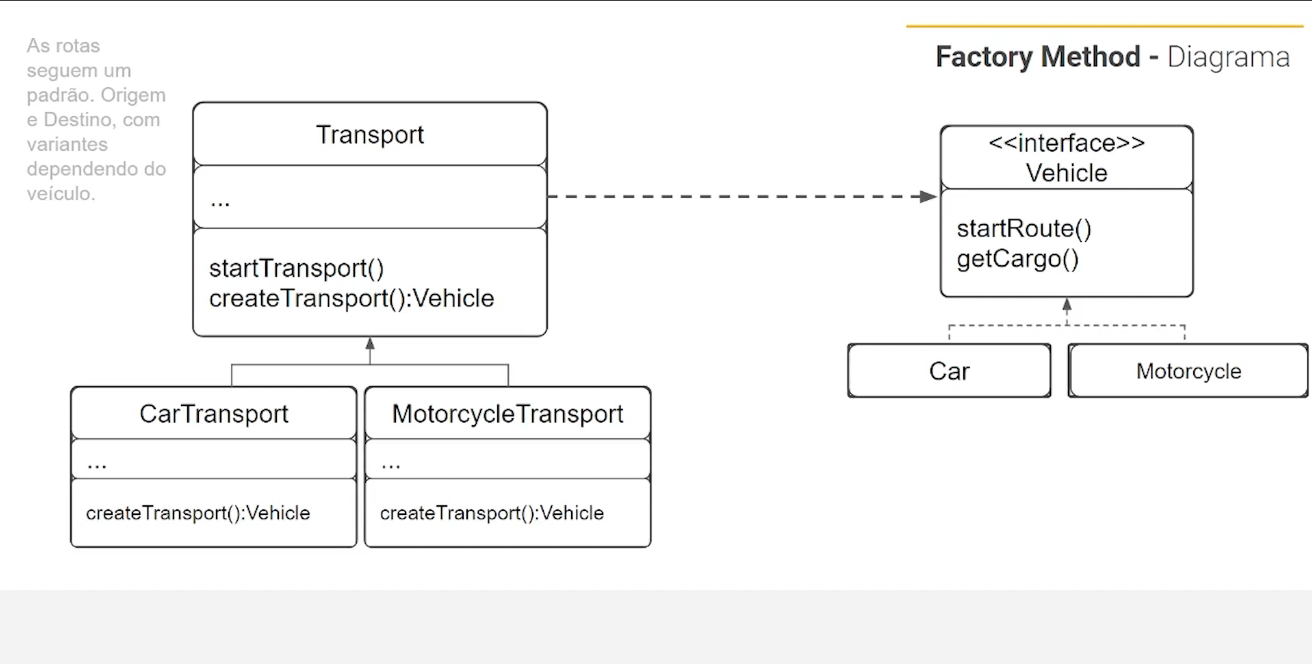 As rotas
seguem um
padrão. Origem
e Destino, com
variantes
dependendo do
veículo.
Factory Method - Diagrama
Transport
...
startTransport()
createTransport():Vehicle
<<interface>>
Vehicle
startRoute()
getCargo()
CarTransport
...
createTransport():Vehicle
MotorcycleTransport
...
createTransport():Vehicle
Car
Motorcycle